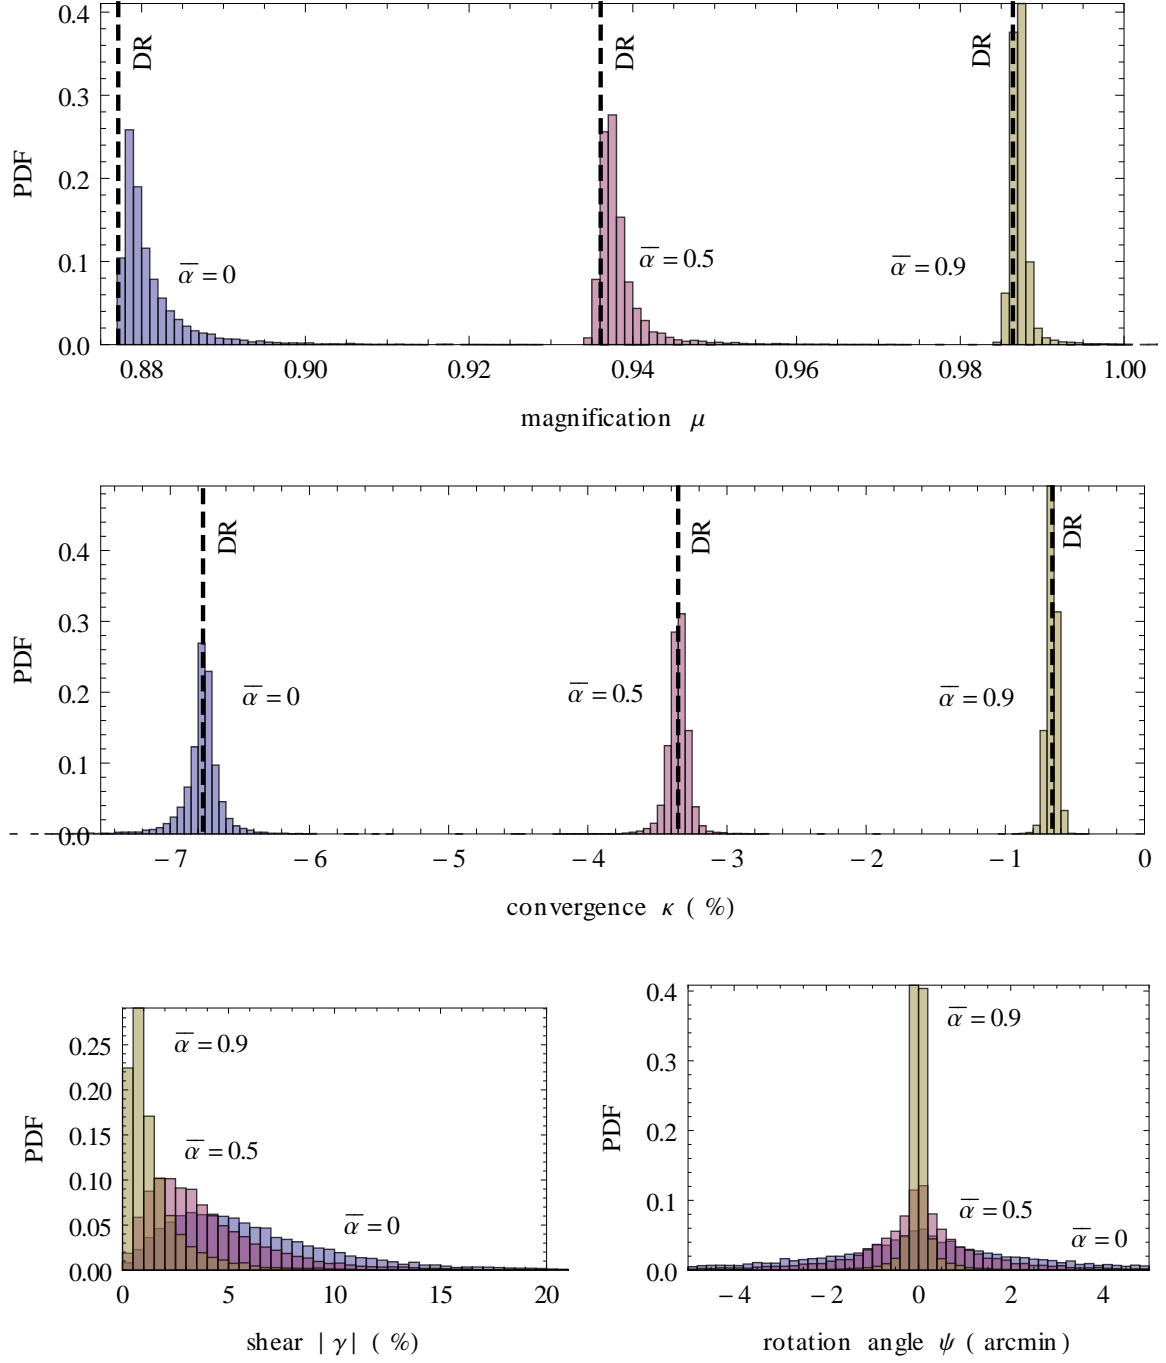 0.4
0.3
0.2
0.1
0.0
PDF
DR
DR
DR
α̅ = 0
α̅ = 0.5
α̅ = 0.9
0.88 0.90 0.92 0.94 0.96 0.98 1.00
magnification μ
0.4
0.3
0.2
0.1
0.0
PDF
DR
DR
DR
α̅ = 0
α̅ = 0.5
α̅ = 0.9
−7 −6 −5 −4 −3 −2 −1 0
convergence κ ( %)
0.25
0.20
0.15
0.10
0.05
0.00
PDF
α̅ = 0.9
α̅ = 0.5
α̅ = 0
0 5 10 15 20
shear |γ| ( %)
0.4
0.3
0.2
0.1
0.0
PDF
α̅ = 0.9
α̅ = 0.5
α̅ = 0
−4 −2 0 2 4
rotation angle ψ ( arcmin)